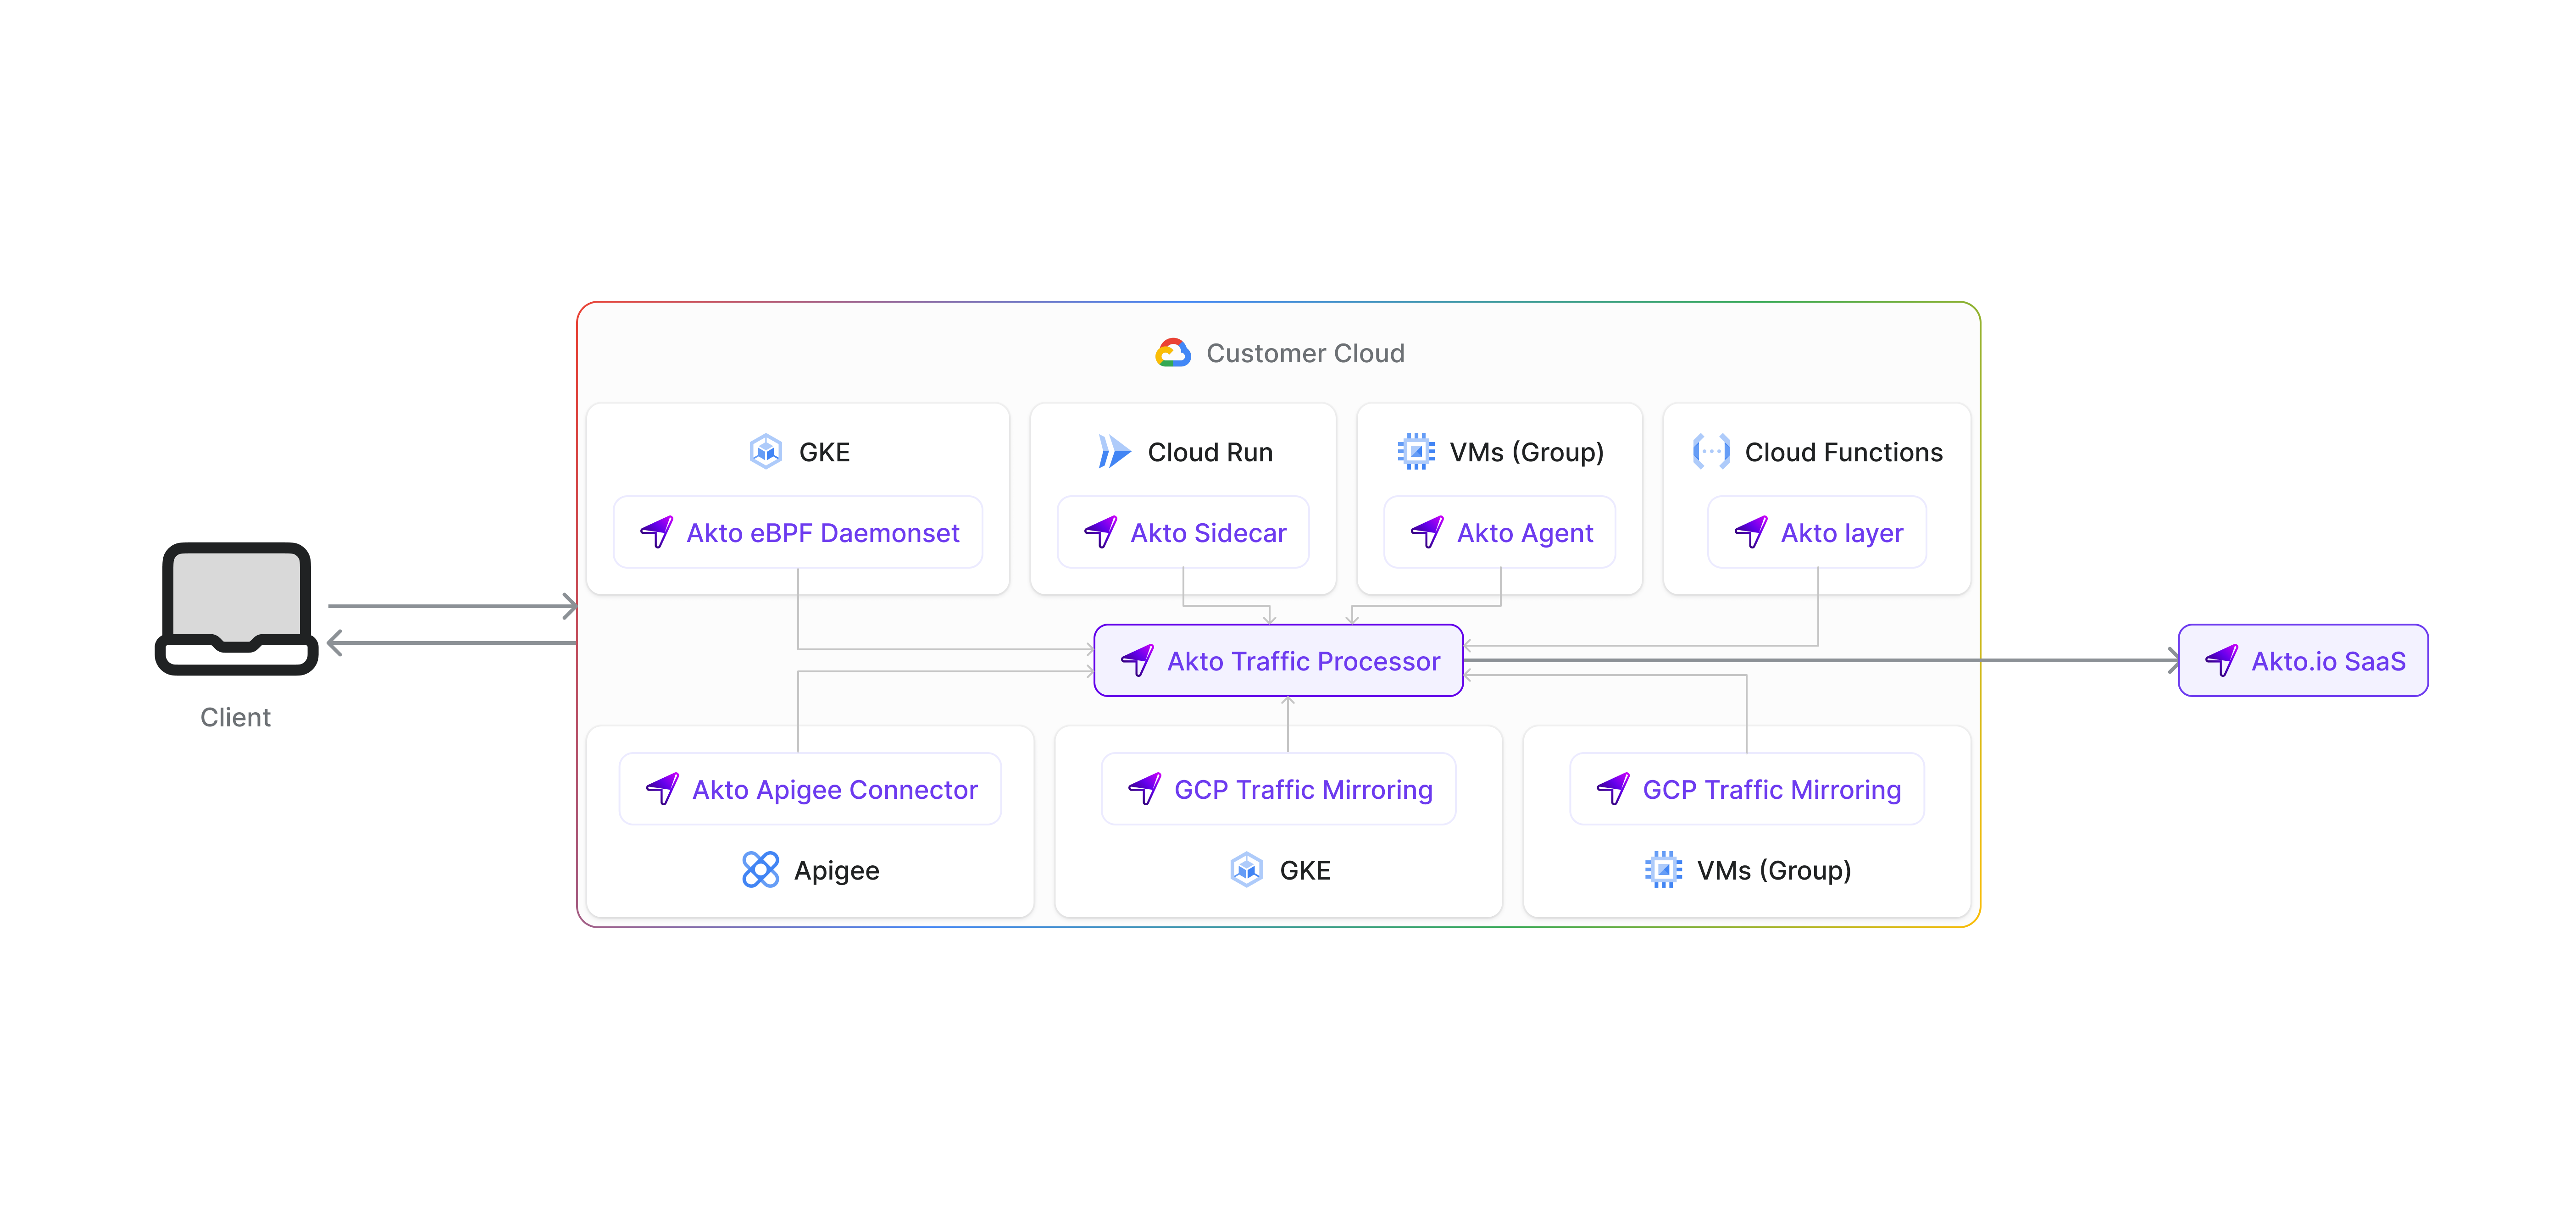 Customer Cloud
GKE
Cloud Run
VMs (Group)
Cloud Functions
Akto eBPF Daemonset
Akto Sidecar
Akto Agent
Akto layer
Client
Akto Traffic Processor
Akto.io SaaS
Akto Apigee Connector
GCP Traffic Mirroring
GCP Traffic Mirroring
Apigee
GKE
VMs (Group)